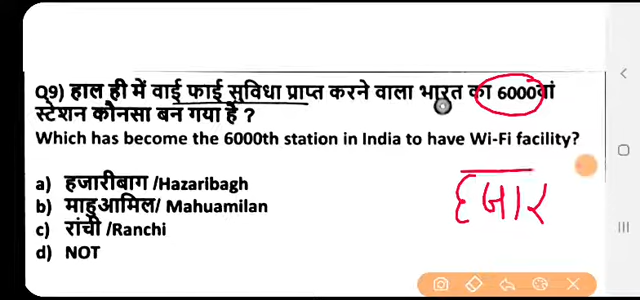 Q9) हाल ही में वाई फाई सुविधा प्राप्त करने वाला भारत का 6000वां
स्टेशन कौनसा बन गया है ?
Which has become the 6000th station in India to have Wi-Fi facility?
a) हजारीबाग /Hazaribagh
b) माहुआमिल/ Mahuamilan
c) रांची /Ranchi
d) NOT
हजार